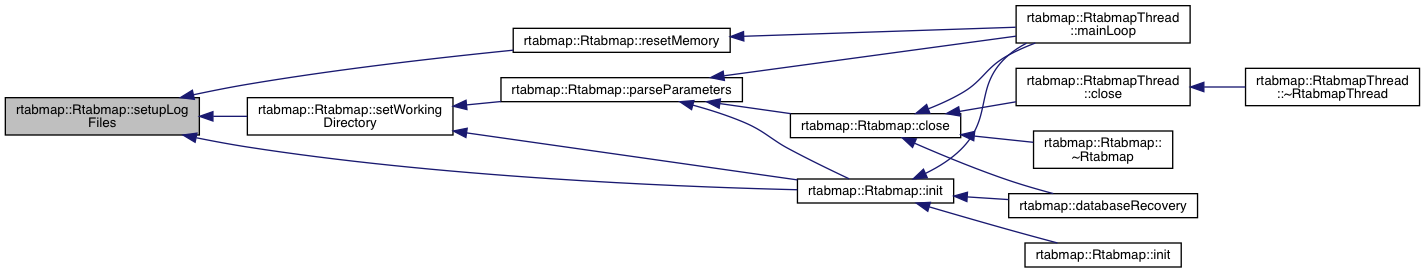 rtabmap::Rtabmap::setupLog
Files
rtabmap::Rtabmap::resetMemory
rtabmap::Rtabmap::setWorking
Directory
rtabmap::Rtabmap::parseParameters
rtabmap::Rtabmap::close
rtabmap::Rtabmap::init
rtabmap::RtabmapThread
::mainLoop
rtabmap::RtabmapThread
::close
rtabmap::Rtabmap::
~Rtabmap
rtabmap::databaseRecovery
rtabmap::Rtabmap::init
rtabmap::RtabmapThread
::~RtabmapThread